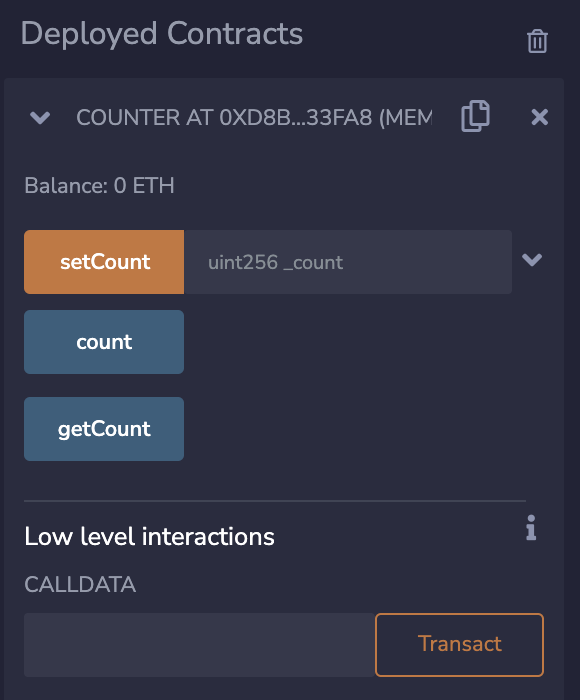 Deployed Contracts
COUNTER AT 0XD8B...33FA8 (MEM
Balance: 0 ETH
setCount uint256 _count
count
getCount
Low level interactions
CALLDATA
Transact